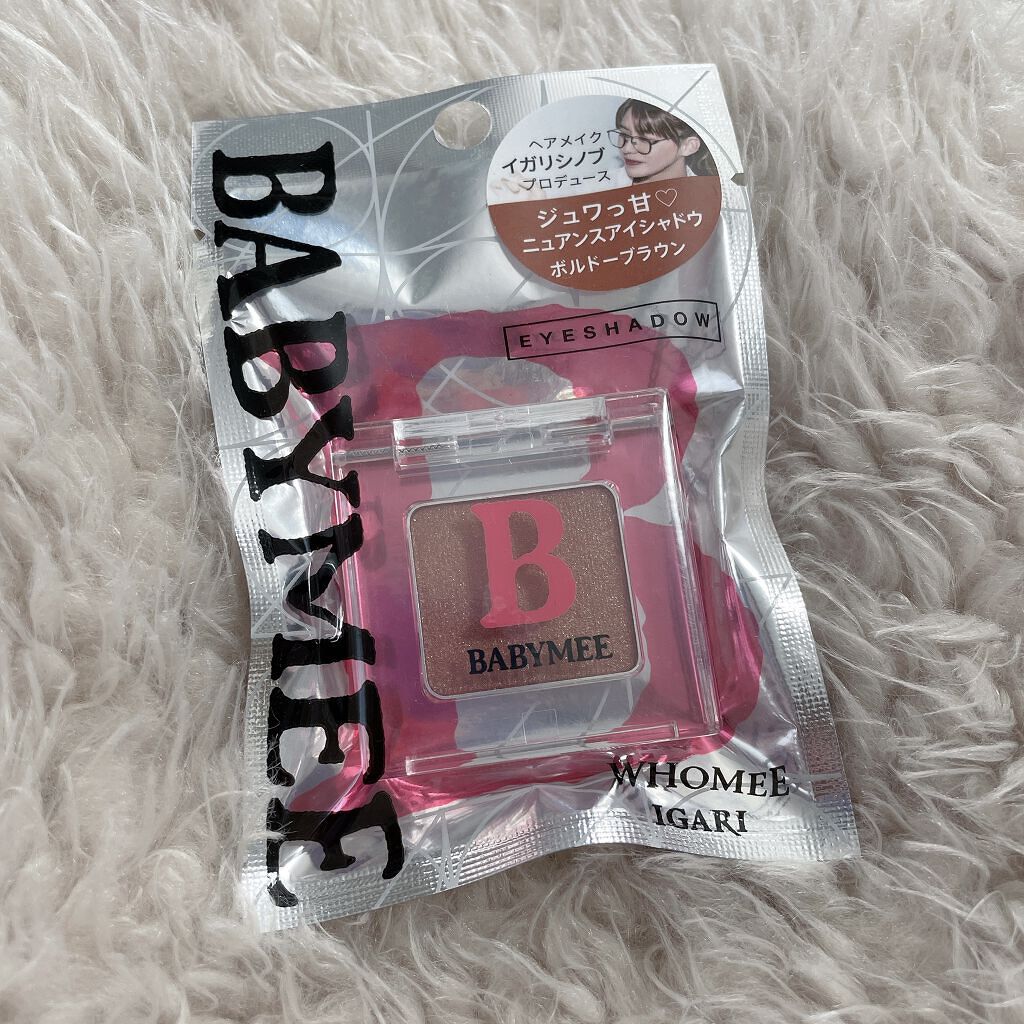 BABYMEE
ヘアメイク
イガリシノブ
プロデュース
ジュワっ甘♡
ニュアンスアイシャドウ
ボルドーブラウン
EYESHADOW
B
BABYMEE
WHOMEE
IGARI